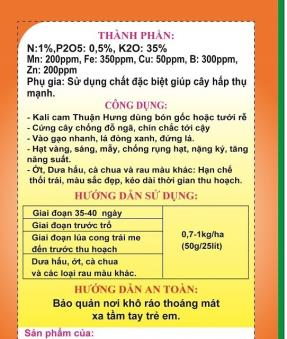 THÀNH PHẦN:
N:1%,P2O5: 0,5%, K2O: 35%
Mn: 200ppm, Fe: 350ppm, Cu: 50ppm, B: 300ppm,
Zn: 200ppm
Phụ gia: Sử dụng chất đặc biệt giúp cây hấp thụ
mạnh.
CÔNG DỤNG:
- Kali cam Thuận Hưng dùng bón gốc hoặc tưới rễ
- Cứng cây chống đổ ngã, chín chắc tới cậy
- Vào gạo nhanh, lá đòng xanh, đứng lá.
- Hạt vàng, sáng, mẩy, chống rụng hạt, nặng ký, tăng
năng suất.
- Ớt, Dưa hấu, cà chua và rau màu khác: Hạn chế
thối trái, màu sắc đẹp, kéo dài thời gian thu hoạch.
HƯỚNG DẪN SỬ DỤNG:
Giai đoạn 35-40 ngày
Giai đoạn trước trổ
Giai đoạn lúa cong trái me
đến trước thu hoạch
Dưa hấu, ớt, cà chua
và các loại rau màu khác.
0,7-1kg/ha
(50g/25lít)
HƯỚNG DẪN AN TOÀN:
Bảo quản nơi khô ráo thoáng mát
xa tầm tay trẻ em.
Sản phẩm của: